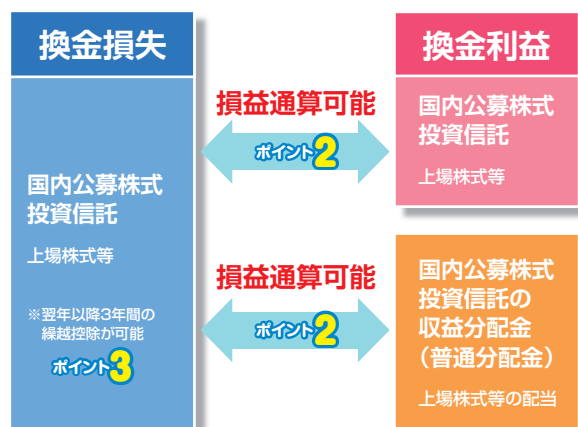 換金損失
国内公募株式
投資信託
上場株式等
※翌年以降3年間の
繰越控除が可能
ポイント3
損益通算可能
ポイント2
損益通算可能
ポイント2
換金利益
国内公募株式
投資信託
上場株式等
国内公募株式
投資信託の
収益分配金
（普通分配金）
上場株式等の配当